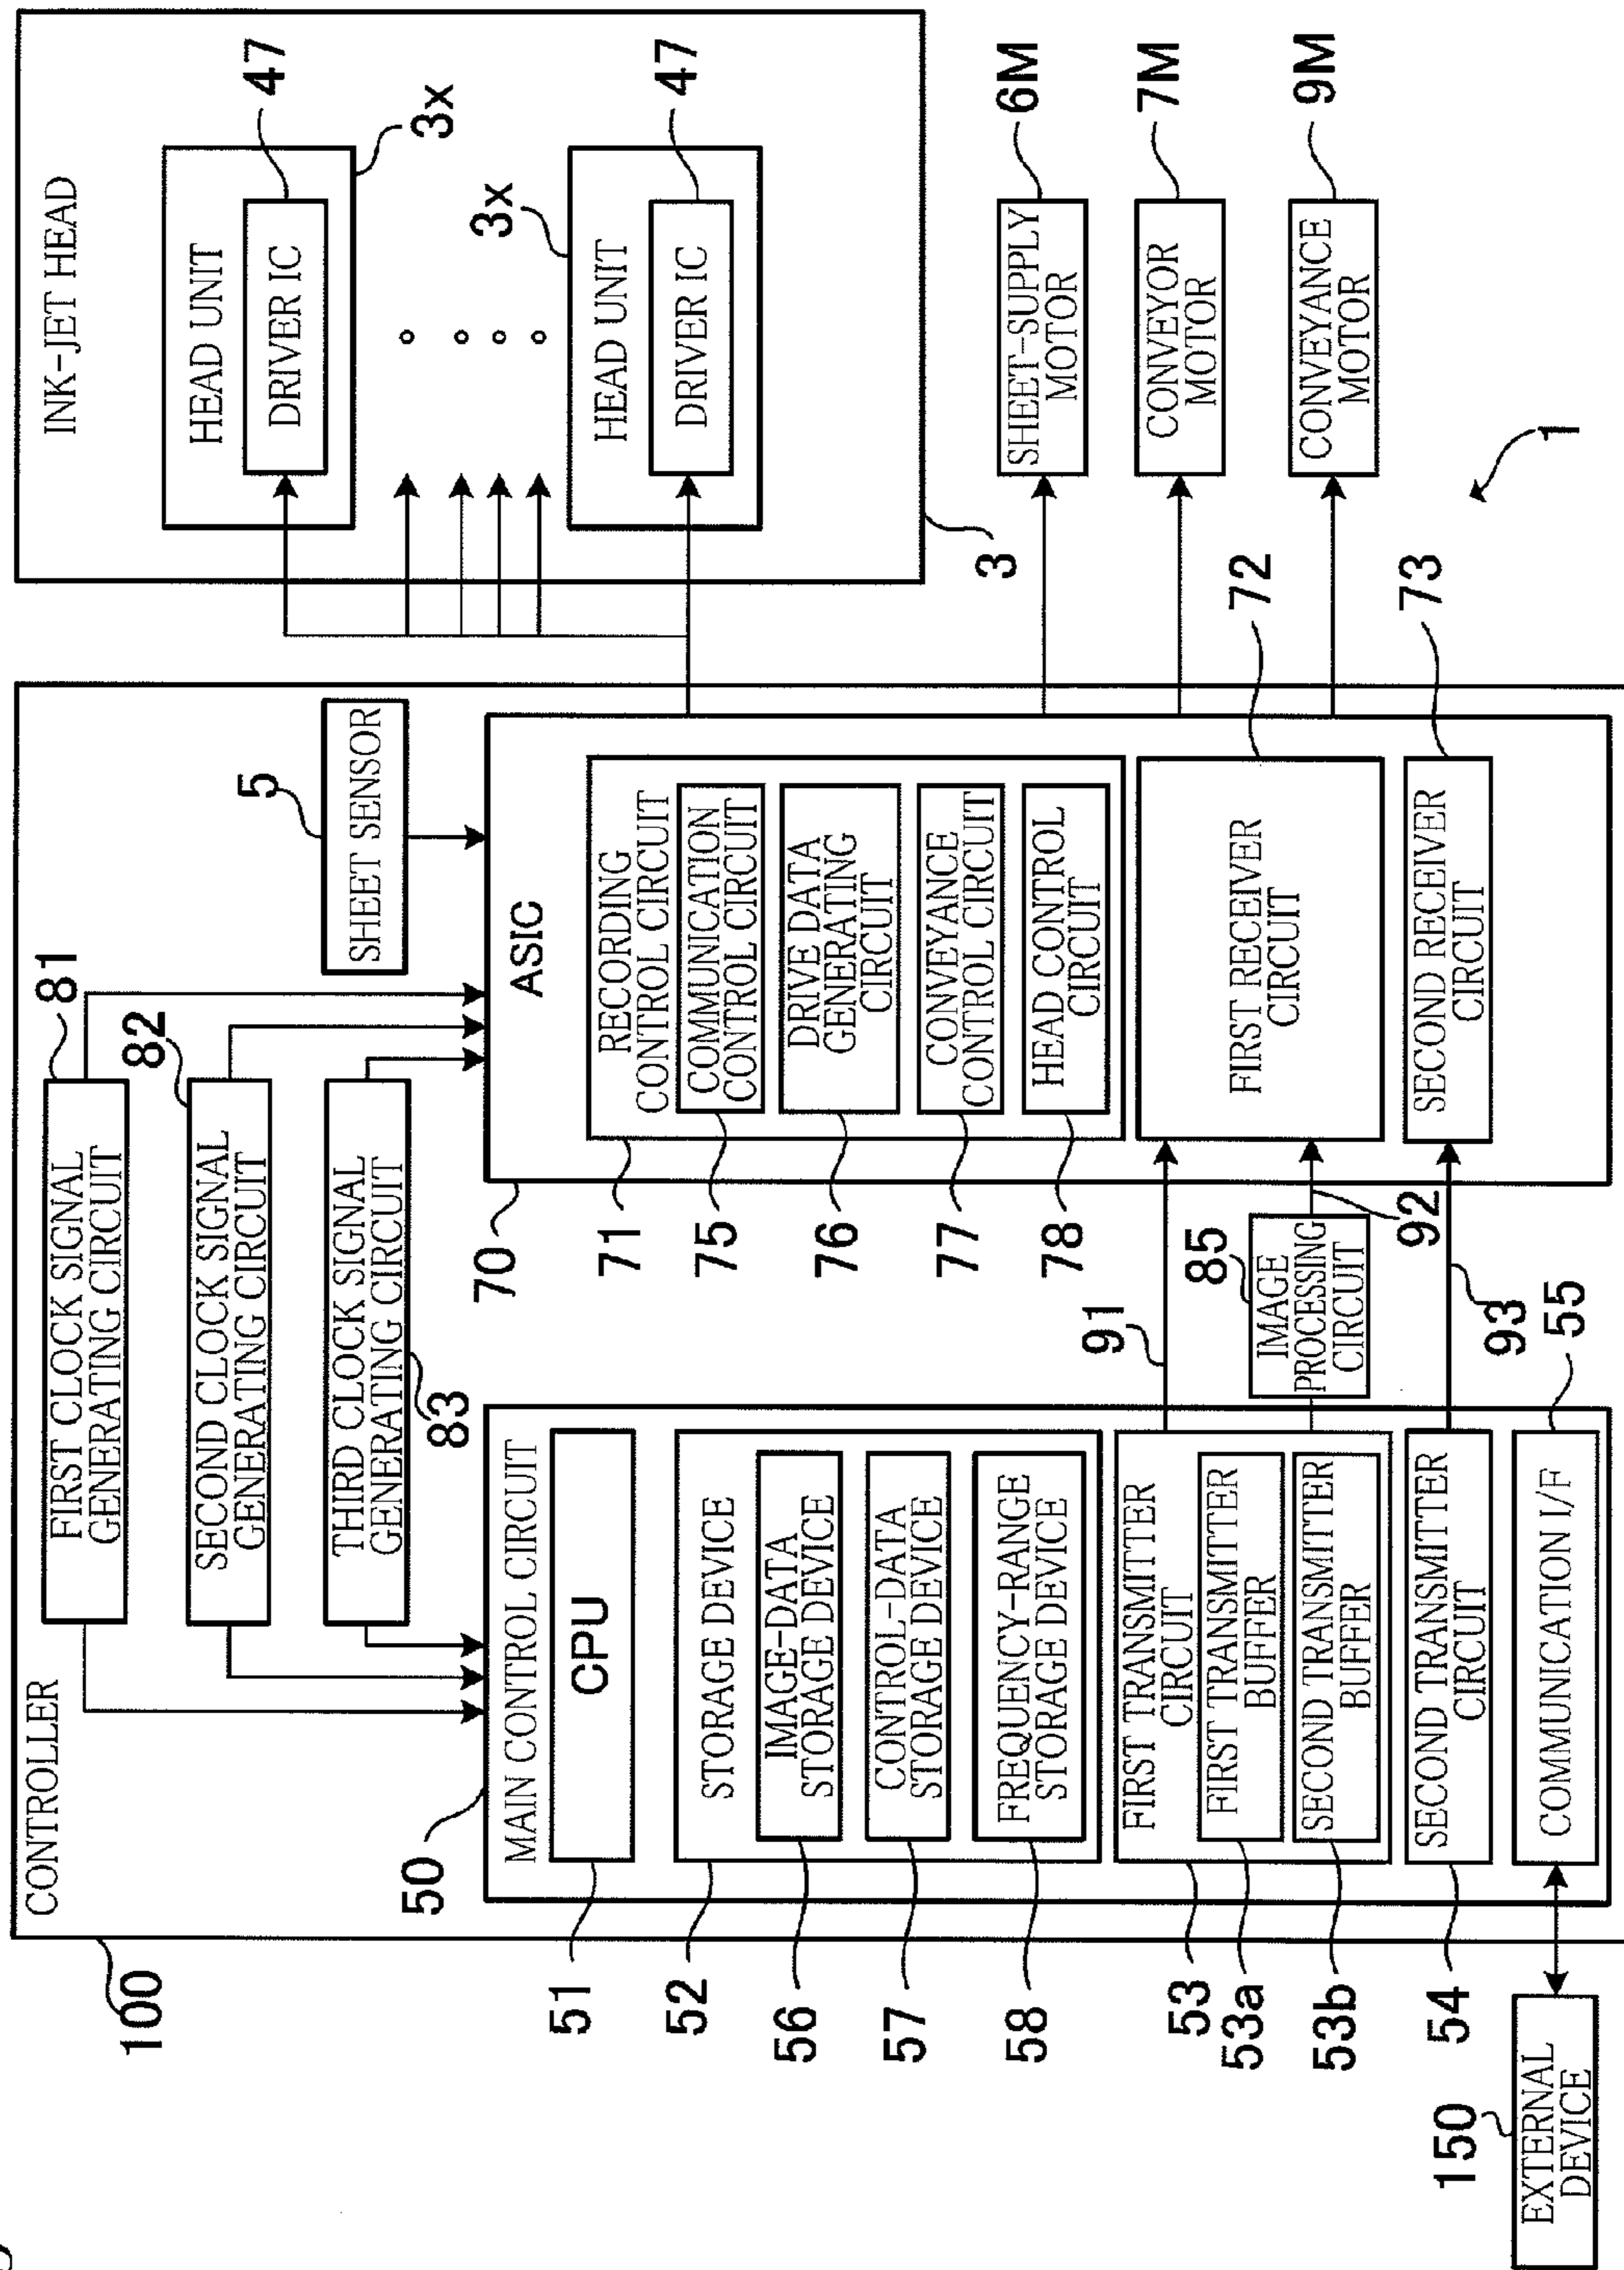 CONTROLLER
100
FIRST CLOCK SIGNAL
GENERATING CIRCUIT
81
SECOND CLOCK SIGNAL
GENERATING CIRCUIT
82
THIRD CLOCK SIGNAL
GENERATING CIRCUIT
83
5
SHEET SENSOR
50
MAIN CONTROL CIRCUIT
51
CPU
52
STORAGE DEVICE
56
IMAGE-DATA
STORAGE DEVICE
57
CONTROL-DATA
STORAGE DEVICE
58
FREQUENCY-RANGE
STORAGE DEVICE
53
FIRST TRANSMITTER
CIRCUIT
53a
FIRST TRANSMITTER
BUFFER
53b
SECOND TRANSMITTER
BUFFER
54
SECOND TRANSMITTER
CIRCUIT
COMMUNICATION I/F
55
150
EXTERNAL
DEVICE
91
85
IMAGE
PROCESSING
CIRCUIT
92
93
70
ASIC
71
RECORDING
CONTROL CIRCUIT
75
COMMUNICATION
CONTROL CIRCUIT
76
DRIVE DATA
GENERATING
CIRCUIT
77
CONVEYANCE
CONTROL CIRCUIT
78
HEAD CONTROL
CIRCUIT
FIRST RECEIVER
CIRCUIT
72
SECOND RECEIVER
CIRCUIT
73
INK-JET HEAD
HEAD UNIT
DRIVER IC
47
3x
3x
HEAD UNIT
DRIVER IC
47
3
SHEET-SUPPLY
MOTOR
6M
CONVEYOR
MOTOR
7M
CONVEYANCE
MOTOR
9M
1